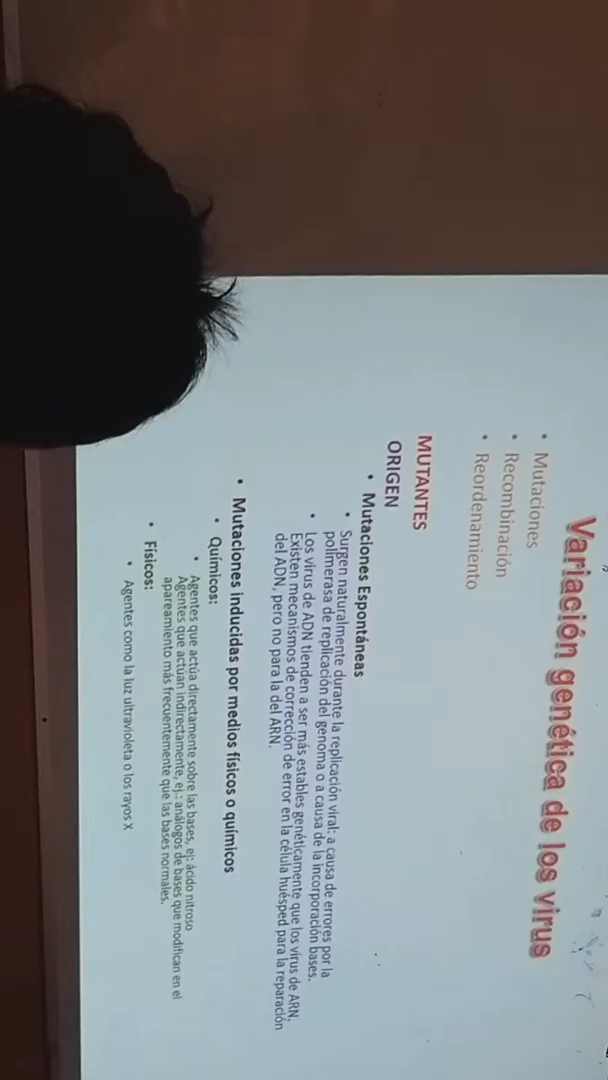 Variación genética de los virus
• Mutaciones
• Recombinación
• Reordenamiento
MUTANTES
ORIGEN
• Mutaciones Espontáneas
• Surgen naturalmente durante la replicación viral: a causa de errores por la
polimerasa de replicación del genoma o a causa de la incorporación bases.
• Los virus de ADN tienden a ser más estables genéticamente que los virus de ARN.
Existen mecanismos de corrección de error en la célula huésped para la reparación
del ADN, pero no para la del ARN.
• Mutaciones inducidas por medios físicos o químicos
• Químicos:
• Agentes que actúa directamente sobre las bases, ej: ácido nitroso
Agentes que actúan indirectamente, ej.: análogos de bases que modifican en el
apareamiento más frecuentemente que las bases normales.
• Físicos:
• Agentes como la luz ultravioleta o los rayos X